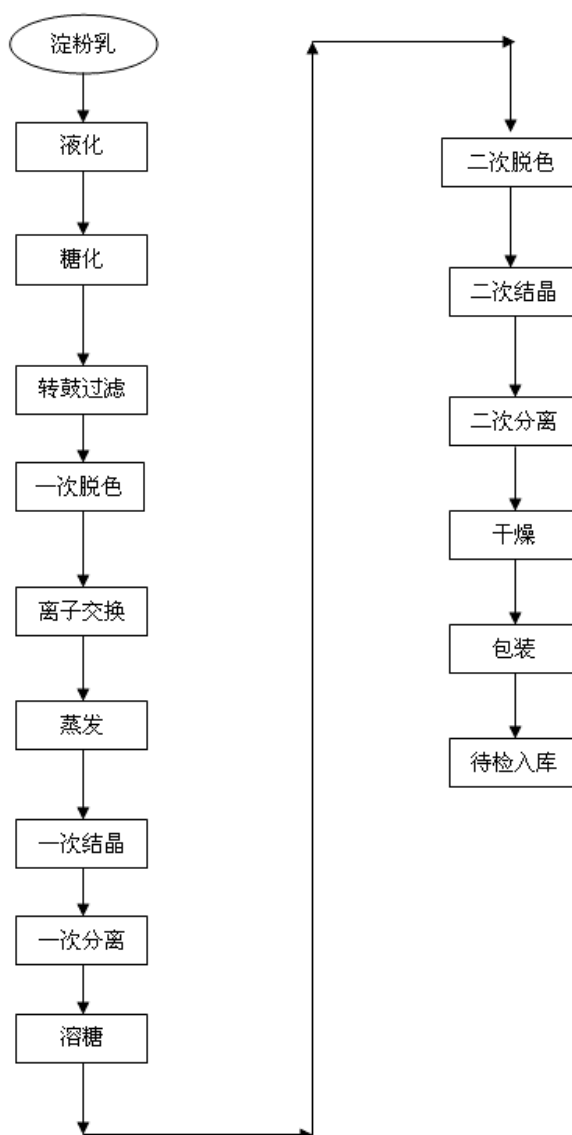 淀粉乳
液化
糖化
转鼓过滤
一次脱色
离子交换
蒸发
一次结晶
一次分离
溶糖
二次脱色
二次结晶
二次分离
干燥
包装
待检入库